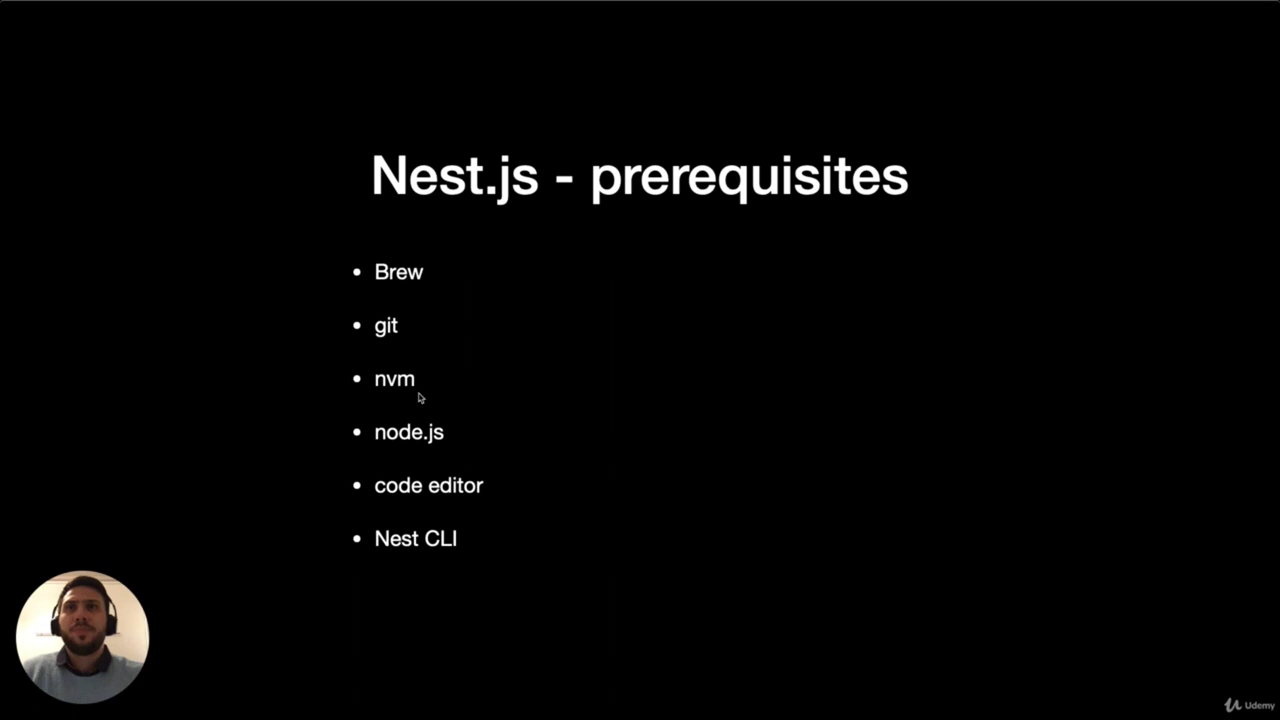 Nest.js - prerequisites
• Brew
• git
• nvm
• node.js
• code editor
• Nest CLI
Udemy